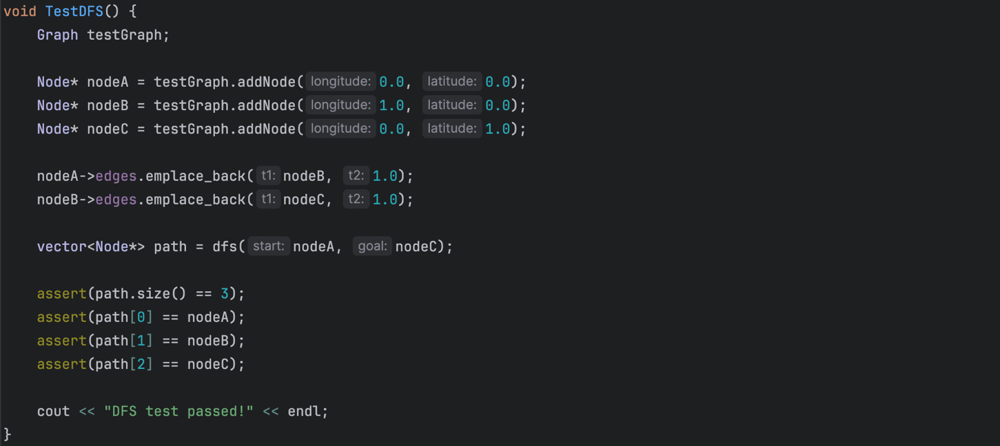 void TestDFS() {
    Graph testGraph;

    Node* nodeA = testGraph.addNode( longitude: 0.0,  latitude: 0.0);
    Node* nodeB = testGraph.addNode( longitude: 1.0,  latitude: 0.0);
    Node* nodeC = testGraph.addNode( longitude: 0.0,  latitude: 1.0);

    nodeA->edges.emplace_back( t1: nodeB,  t2: 1.0);
    nodeB->edges.emplace_back( t1: nodeC,  t2: 1.0);

    vector<Node*> path = dfs( start: nodeA,  goal: nodeC);

    assert(path.size() == 3);
    assert(path[0] == nodeA);
    assert(path[1] == nodeB);
    assert(path[2] == nodeC);

    cout << "DFS test passed!" << endl;
}